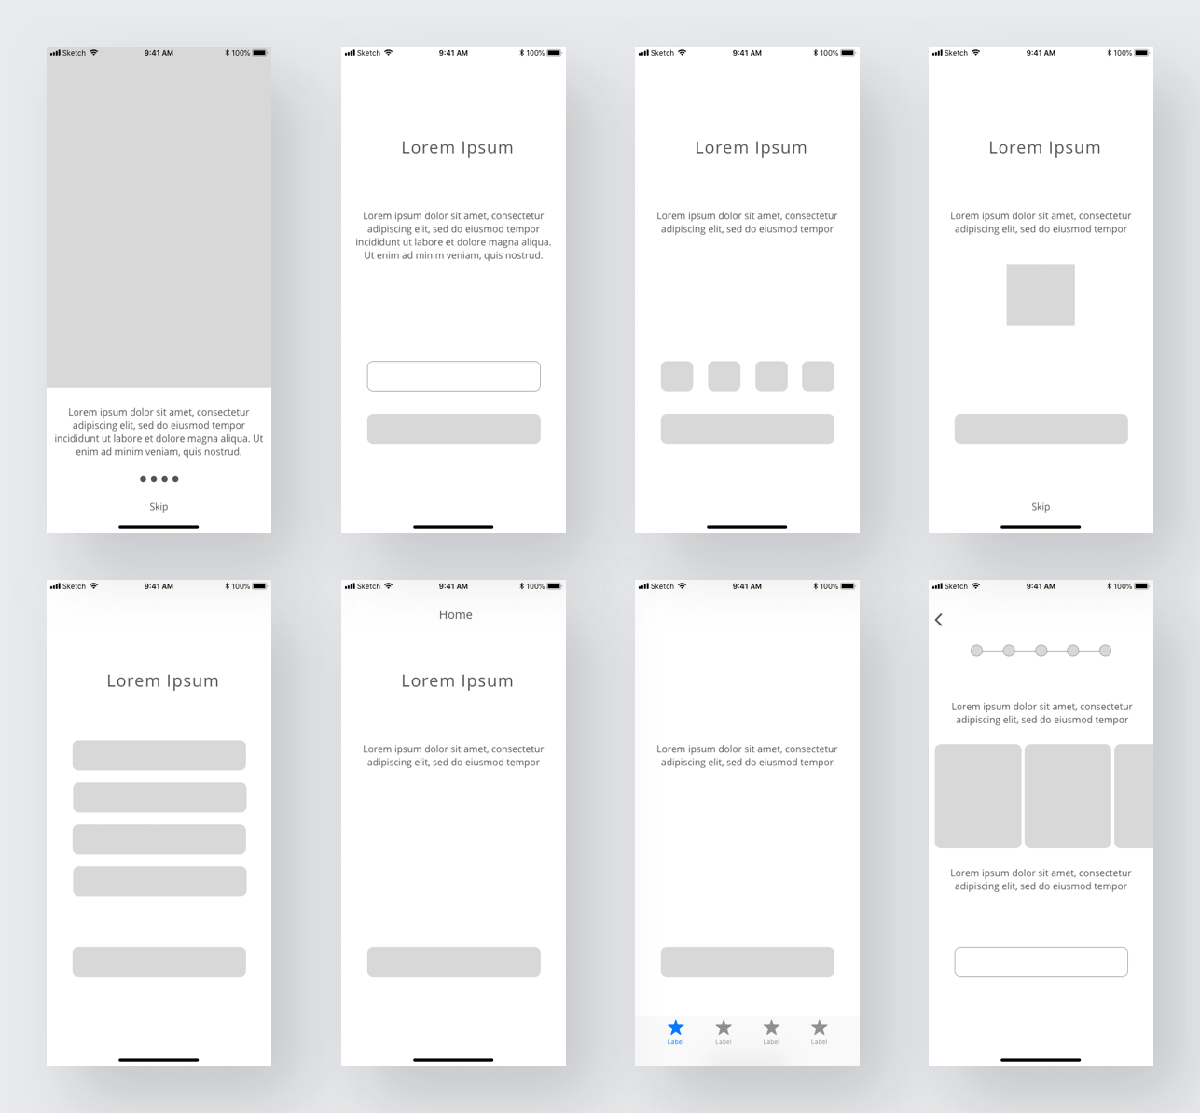 Sketch 9:41 AM 100%
Lorem ipsum dolor sit amet, consectetur
adipiscing elit, sed do eiusmod tempor
incididunt ut labore et dolore magna aliqua. Ut
enim ad minim veniam, quis nostrud.
Skip
Sketch 9:41 AM 100%
Lorem Ipsum
Lorem ipsum dolor sit amet, consectetur
adipiscing elit, sed do eiusmod tempor
incididunt ut labore et dolore magna aliqua.
Ut enim ad minim veniam, quis nostrud.
Sketch 9:41 AM 100%
Lorem Ipsum
Lorem ipsum dolor sit amet, consectetur
adipiscing elit, sed do eiusmod tempor
Sketch 9:41 AM 100%
Lorem Ipsum
Lorem ipsum dolor sit amet, consectetur
adipiscing elit, sed do eiusmod tempor
Skip
Sketch 9:41 AM 100%
Lorem Ipsum
Sketch 9:41 AM 100%
Home
Lorem Ipsum
Lorem ipsum dolor sit amet, consectetur
adipiscing elit, sed do eiusmod tempor
Sketch 9:41 AM 100%
Lorem ipsum dolor sit amet, consectetur
adipiscing elit, sed do eiusmod tempor
Label Label Label Label
Sketch 9:41 AM 100%
Lorem ipsum dolor sit amet, consectetur
adipiscing elit, sed do eiusmod tempor
Lorem ipsum dolor sit amet, consectetur
adipiscing elit, sed do eiusmod tempor